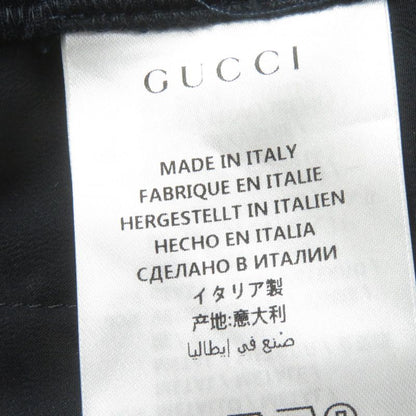 GUCCI
MADE IN ITALY
FABRIQUE EN ITALIE
HERGESTELLT IN ITALIEN
HECHO EN ITALIA
СДЕЛАНО В ИТАЛИИ
イタリア製
产地:意大利
صنع في إيطاليا